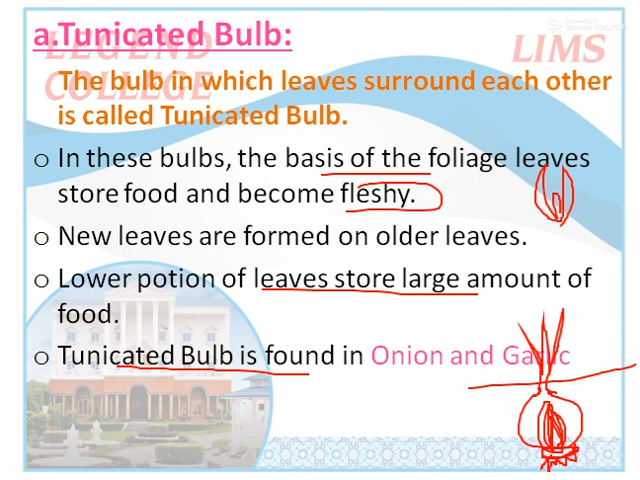 a.Tunicated Bulb:
LEGEND
COLLEGE
LIMS
The bulb in which leaves surround each other
is called Tunicated Bulb.
o In these bulbs, the basis of the foliage leaves
store food and become fleshy.
o New leaves are formed on older leaves.
o Lower potion of leaves store large amount of
food.
o Tunicated Bulb is found in Onion and Garlic